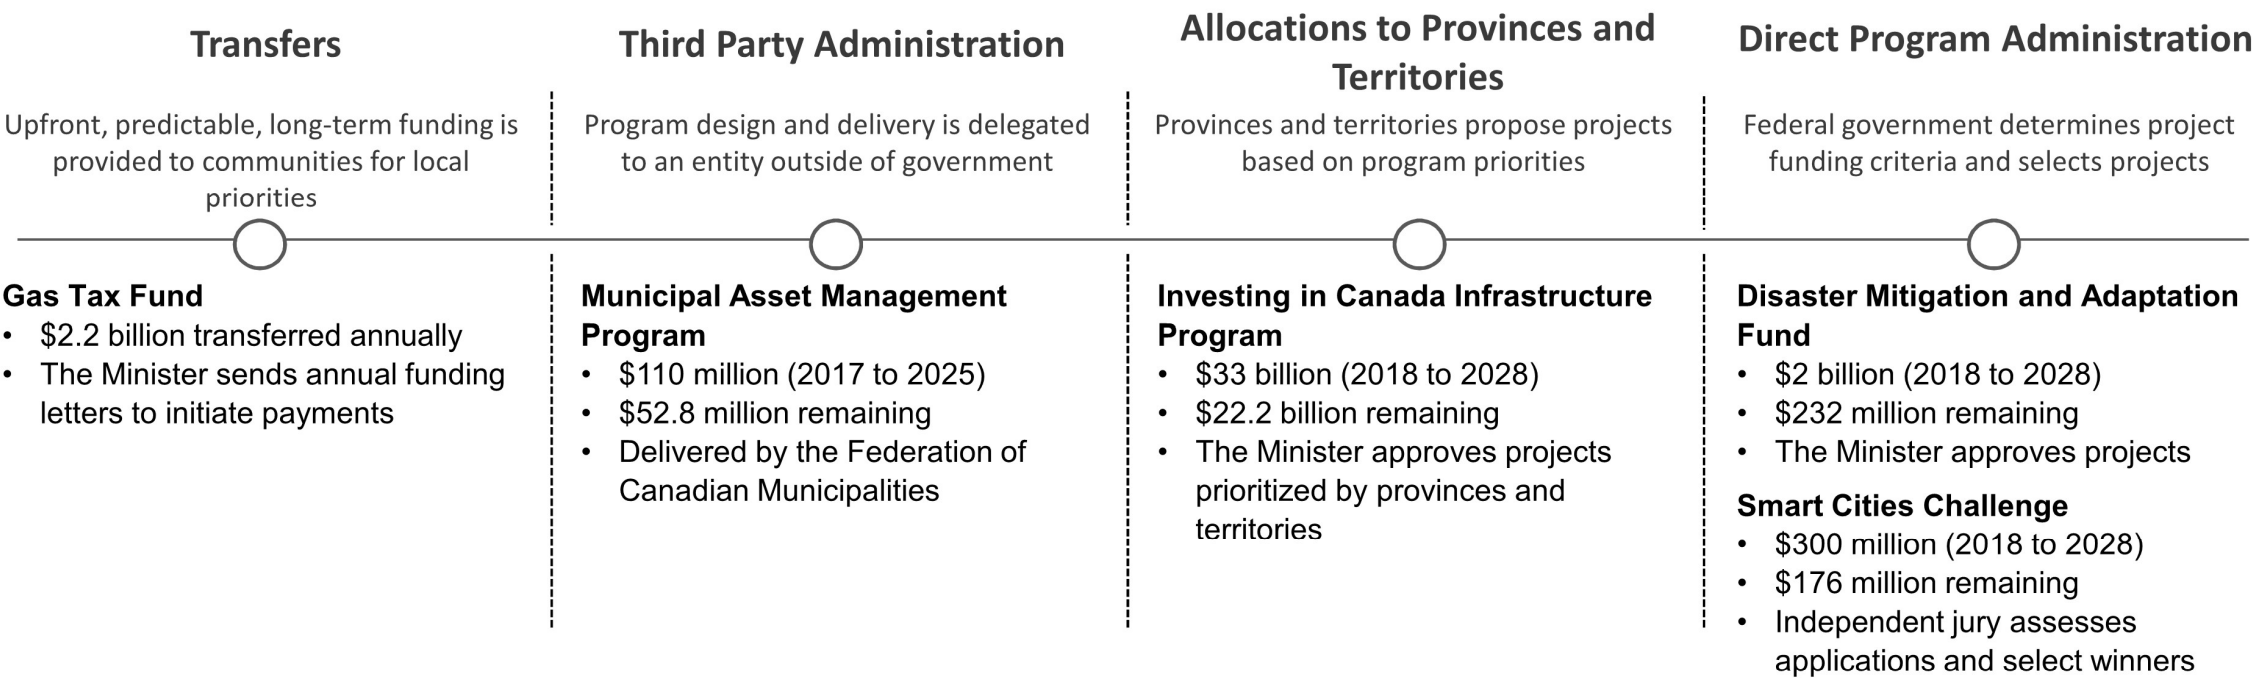 Transfers
Upfront, predictable, long-term funding is
provided to communities for local
priorities
Gas Tax Fund
• $2.2 billion transferred annually
• The Minister sends annual funding
letters to initiate payments
Third Party Administration
Program design and delivery is delegated
to an entity outside of government
Municipal Asset Management
Program
• $110 million (2017 to 2025)
• $52.8 million remaining
• Delivered by the Federation of
Canadian Municipalities
Allocations to Provinces and
Territories
Provinces and territories propose projects
based on program priorities
Investing in Canada Infrastructure
Program
• $33 billion (2018 to 2028)
• $22.2 billion remaining
• The Minister approves projects
prioritized by provinces and
territories
Direct Program Administration
Federal government determines project
funding criteria and selects projects
Disaster Mitigation and Adaptation
Fund
• $2 billion (2018 to 2028)
• $232 million remaining
• The Minister approves projects
Smart Cities Challenge
• $300 million (2018 to 2028)
• $176 million remaining
• Independent jury assesses
applications and select winners